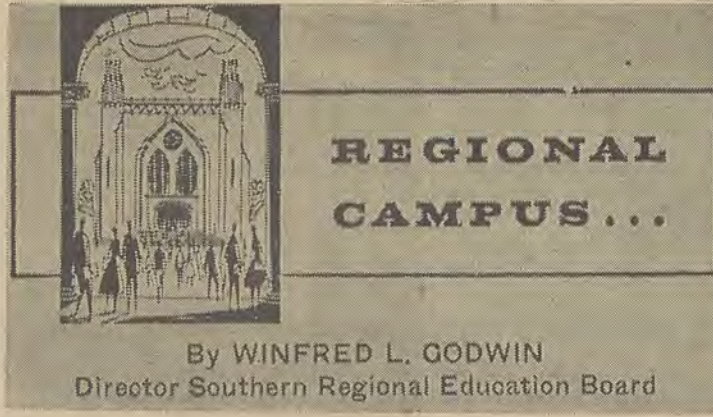 REGIONAL
CAMPUS...
By WINFRED L. GODWIN
Director Southern Regional Education Board